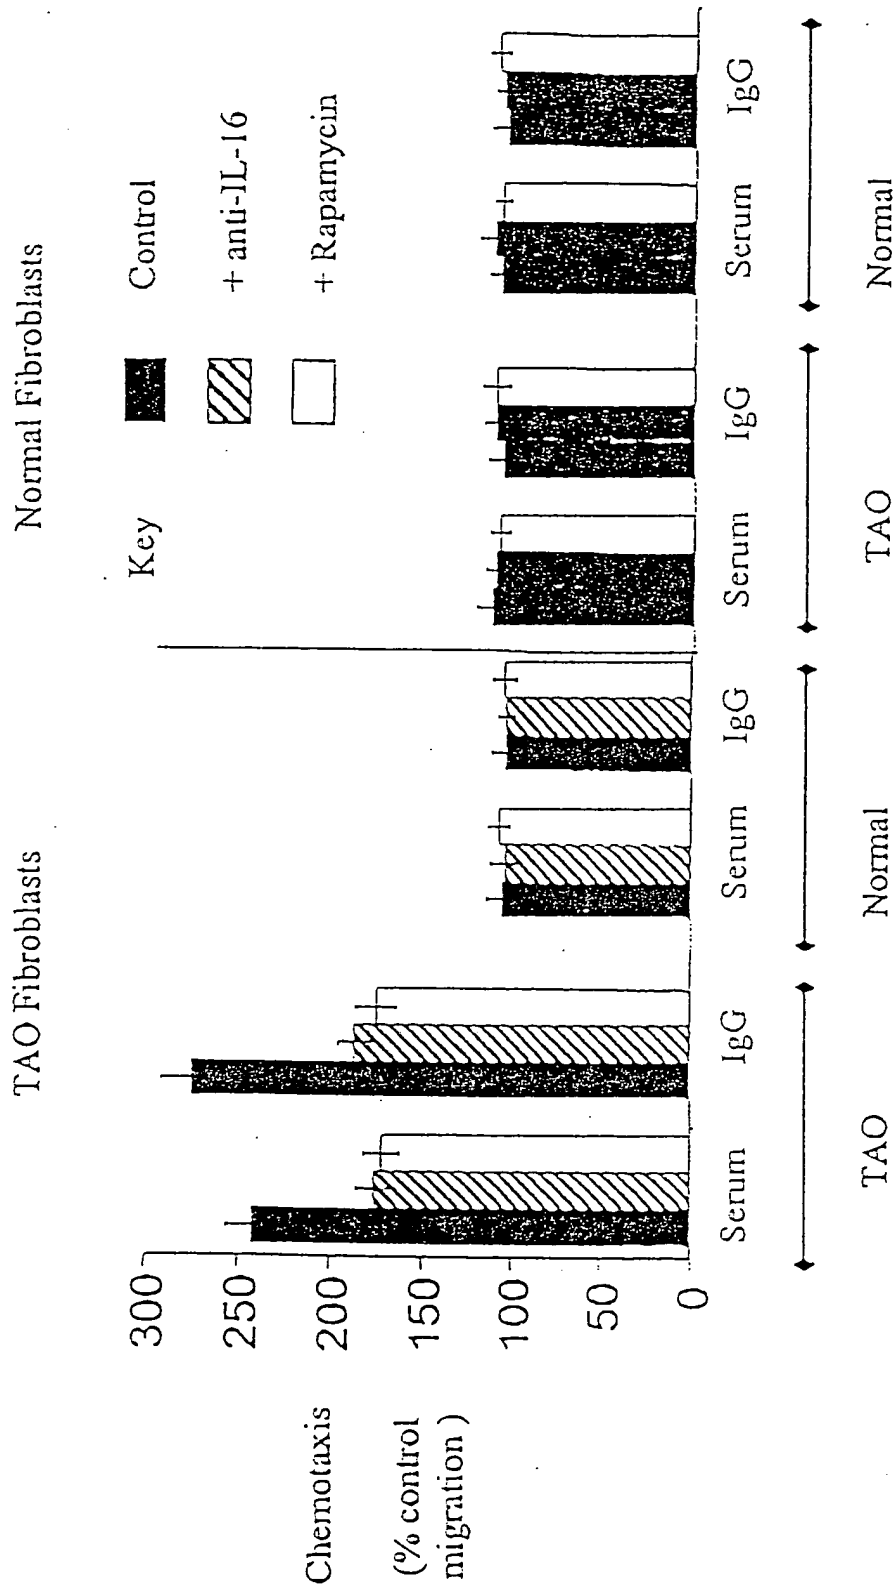 TAO Fibroblasts
Normal Fibroblasts
Key
Control
+ anti-IL-16
+ Rapamycin
Chemotaxis
(% control
migration)
300
250
200
150
100
50
0
Serum IgG Serum IgG Serum IgG Serum IgG
TAO Normal TAO Normal